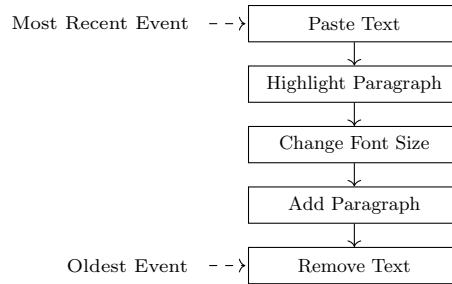 Most Recent Event
Paste Text
Highlight Paragraph
Change Font Size
Add Paragraph
Oldest Event
Remove Text